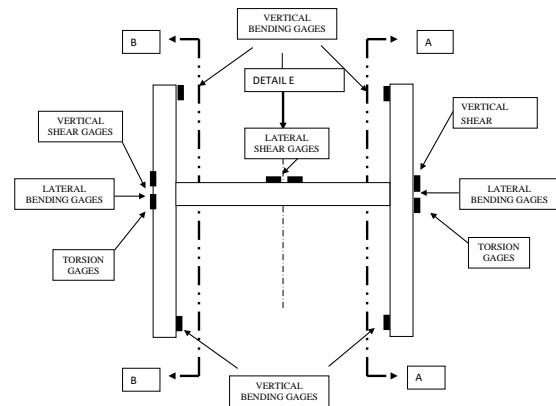 VERTICAL
BENDING GAGES
B
A
DETAIL E
VERTICAL
SHEAR GAGES
LATERAL
SHEAR GAGES
VERTICAL
SHEAR
LATERAL
BENDING GAGES
LATERAL
BENDING GAGES
TORSION
GAGES
TORSION
GAGES
B
A
VERTICAL
BENDING GAGES